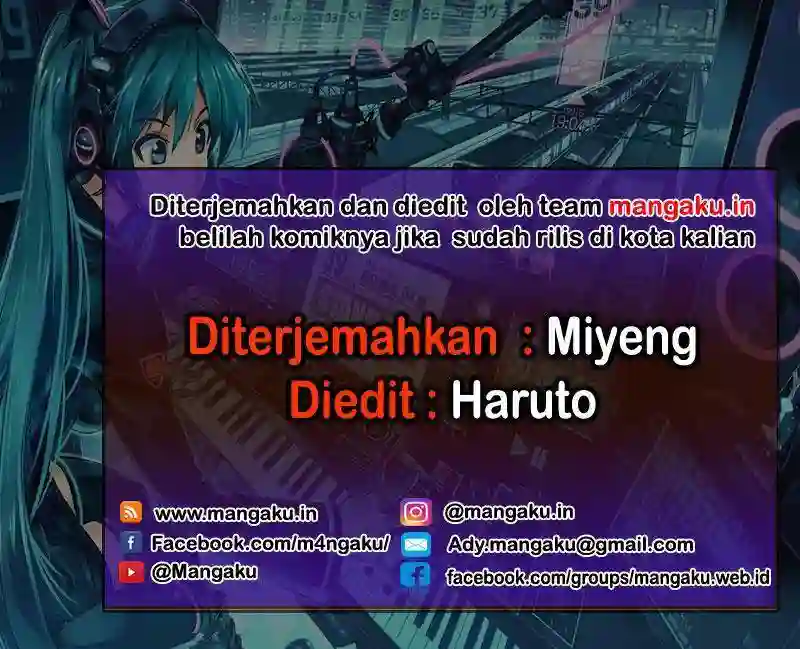 Diterjemahkan dan diedit oleh team mangaku.in
belilah komiknya jika sudah rilis di kota kalian
Diterjemahkan : Miyeng
Diedit : Haruto
www.mangaku.in
@mangaku.in
Facebook.com/m4ngaku/
Ady.mangaku@gmail.com
@Mangaku
facebook.com/groups/mangaku.web.id